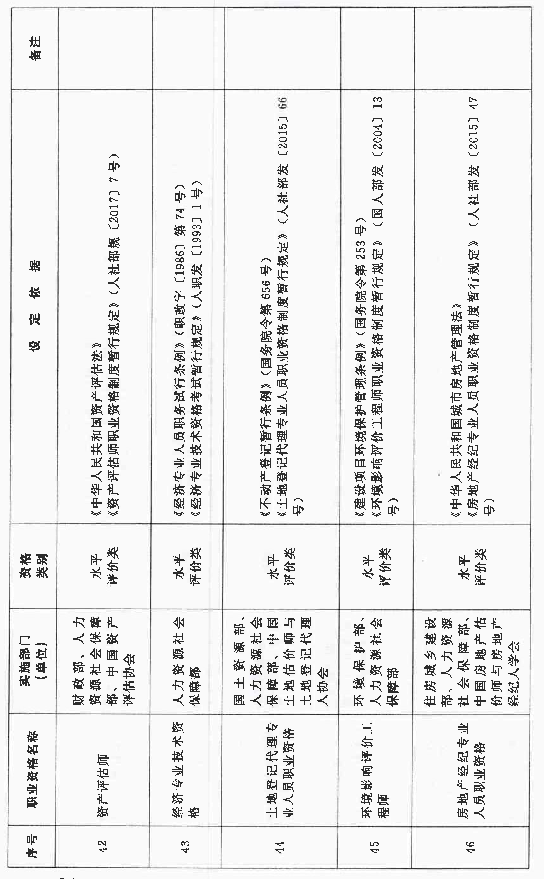 序号
职业资格名称
实施部门
(单位)
资格
类别
设定依据
备注
42
资产评估师
财政部、人力
资源社会保障
部、中国资产
评估协会
水平
评价类
《中华人民共和国资产评估法》
《资产评估师职业资格制度暂行规定》(人社部规〔2017〕7号)
43
经济专业技术资
格
人力资源社会
保障部
水平
评价类
《经济专业人员职务试行条例》(职改字〔1986〕第74号)
《经济专业技术资格考试暂行规定》(人职发〔1993〕1号)
44
土地登记代理专
业人员职业资格
国土资源部、
人力资源社会
保障部、中国
土地估价师与
土地登记代理
人协会
水平
评价类
《不动产登记暂行条例》(国务院令第656号)
《土地登记代理专业人员职业资格制度暂行规定》(人社部发〔2015〕66
号)
45
环境影响评价工
程师
环境保护部、
人力资源社会
保障部
水平
评价类
《建设项目环境保护管理条例》(国务院令第253号)
《环境影响评价工程师职业资格制度暂行规定》(国人部发〔2004〕13
号)
46
房地产经纪专业
人员职业资格
住房城乡建设
部、人力资源
社会保障部、
中国房地产估
价师与房地产
经纪人学会
水平
评价类
《中华人民共和国城市房地产管理法》
《房地产经纪专业人员职业资格制度暂行规定》(人社部发〔2015〕47
号)